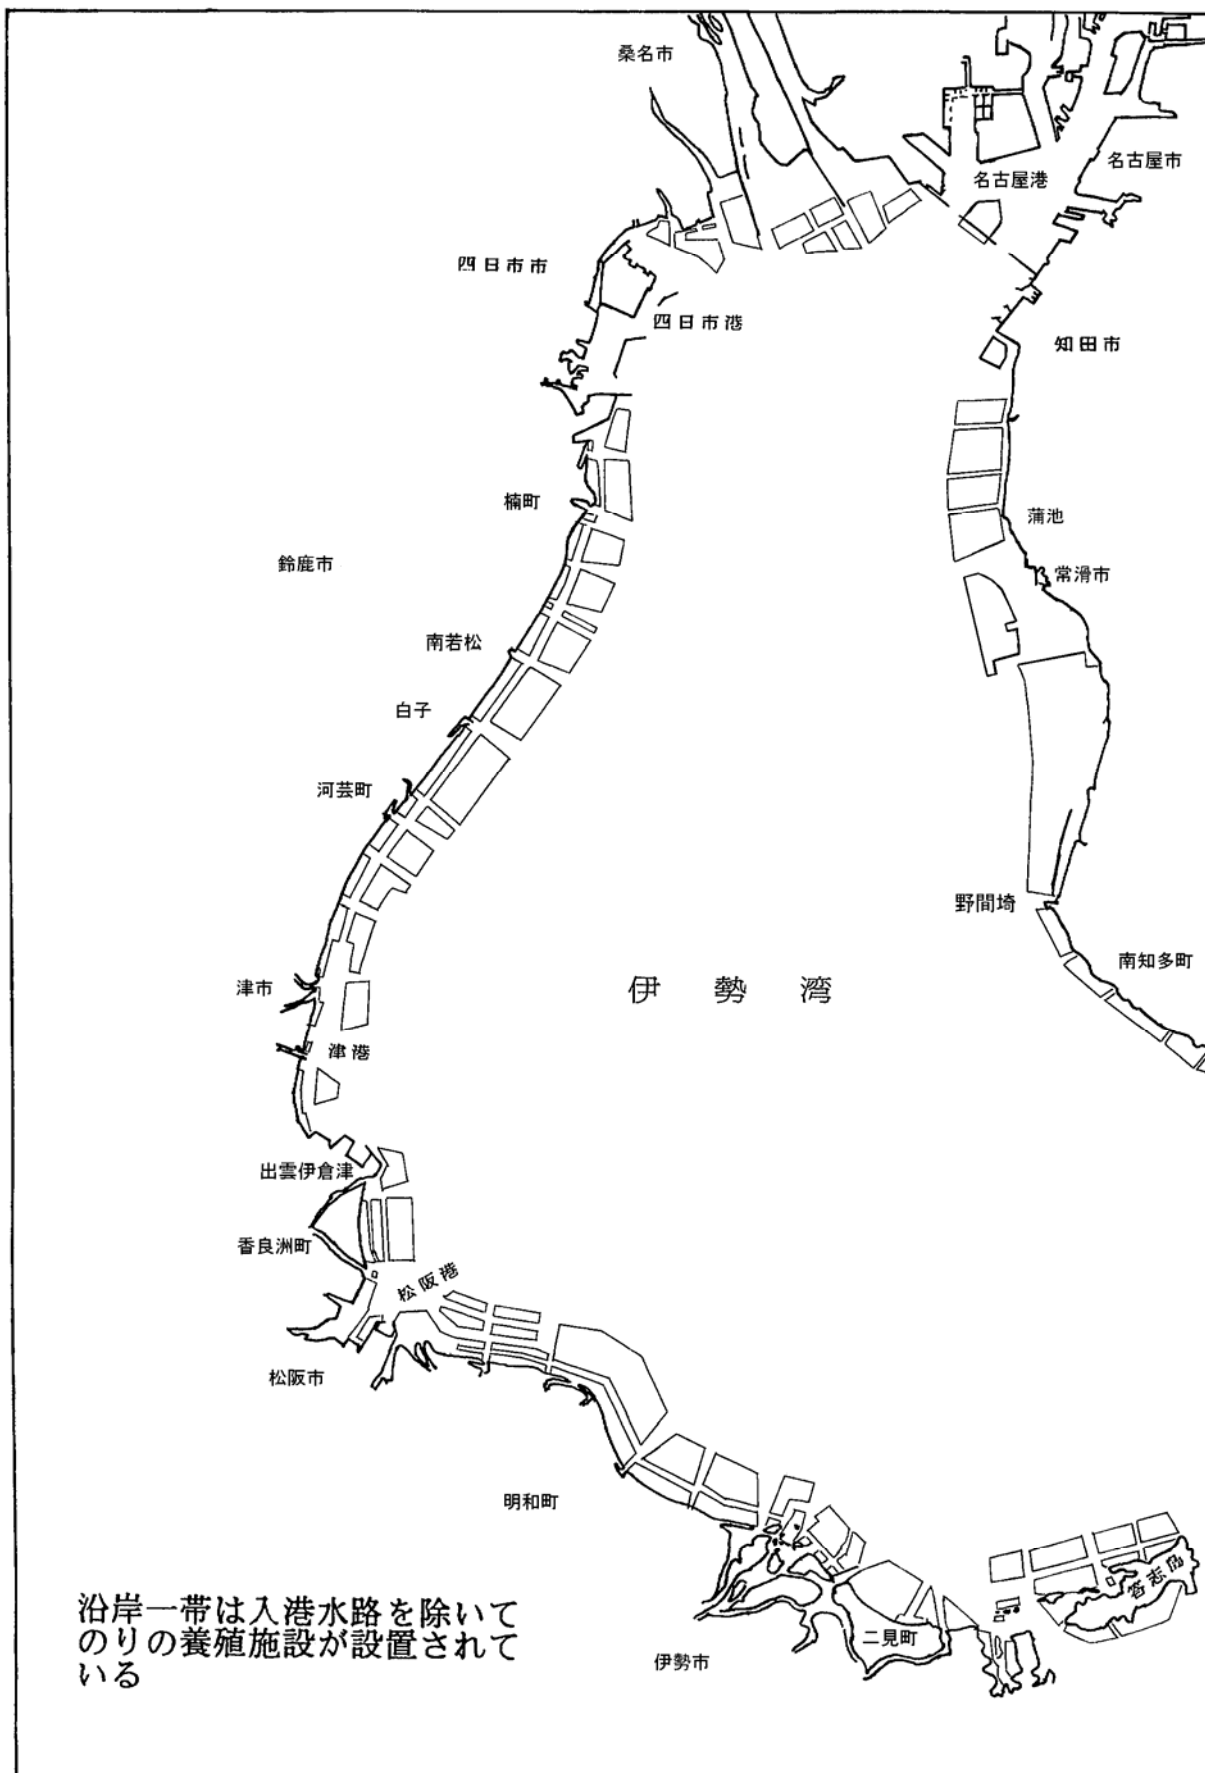 桑名市
名古屋市
名古屋港
四日市市
四日市港
知田市
楠町
蒲池
鈴鹿市
常滑市
南若松
白子
河芸町
野間埼
南知多町
津市
伊勢湾
津港
出雲伊倉津
香良洲町
松阪港
松阪市
明和町
答志島
二見町
伊勢市
沿岸一帯は入港水路を除いて
のりの養殖施設が設置されて
いる